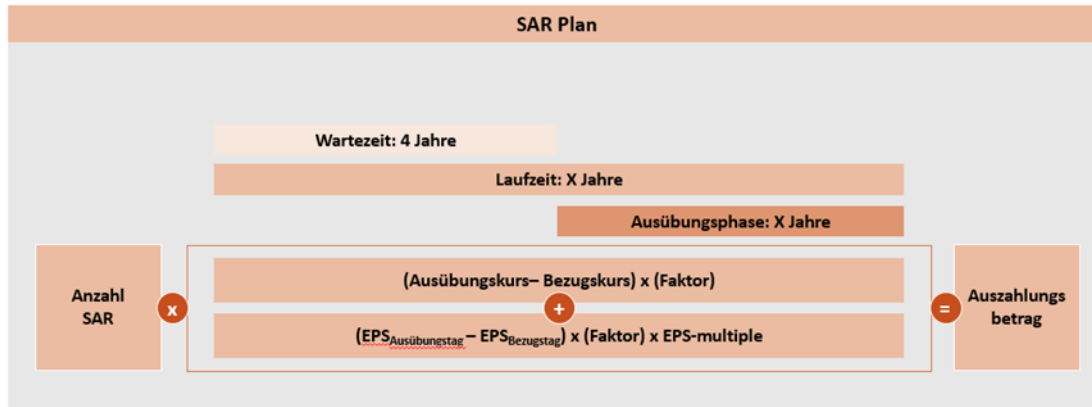 SAR Plan
Wartezeit: 4 Jahre
Laufzeit: X Jahre
Ausübungsphase: X Jahre
Anzahl
SAR
x
(Ausübungskurs– Bezugskurs) x (Faktor)
+
(EPSAusübungstag – EPSBezugstag) x (Faktor) x EPS-multiple
=
Auszahlungs
betrag